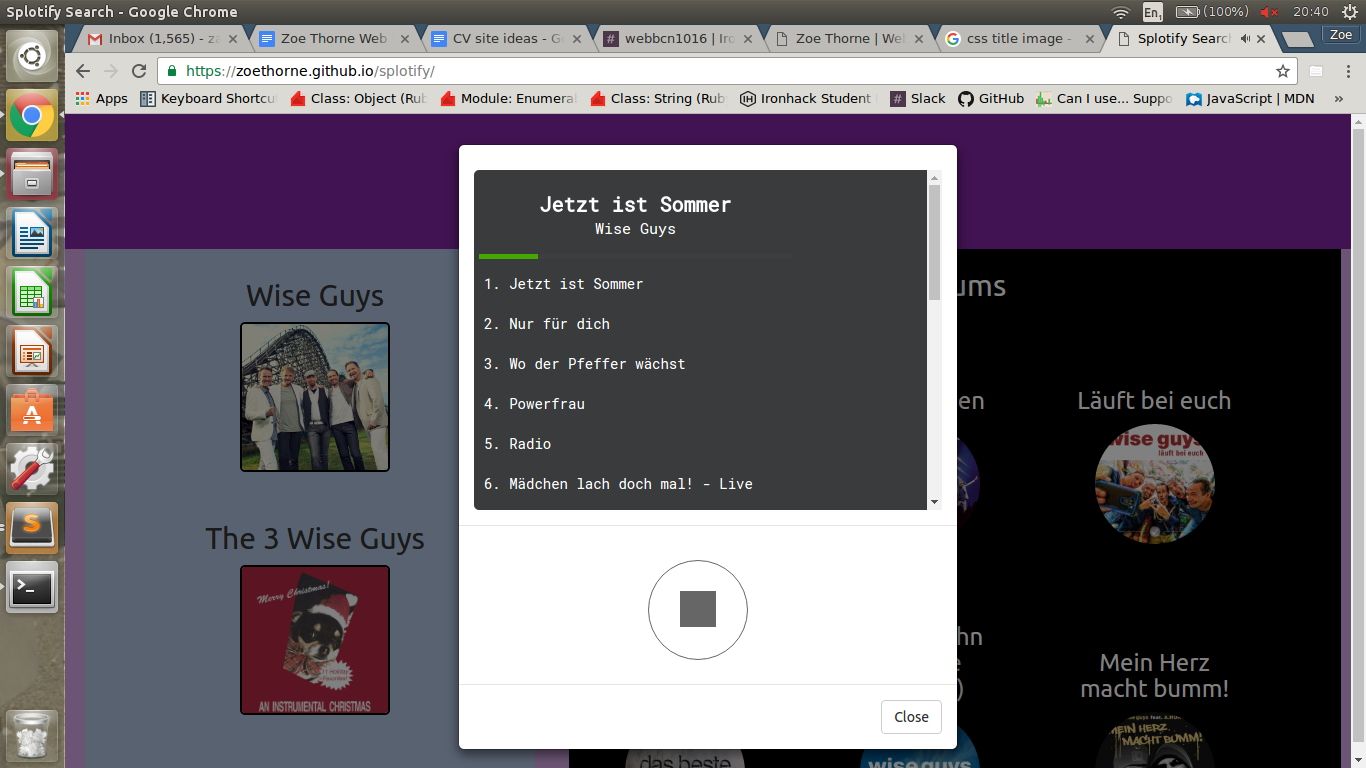 Splotify Search - Google Chrome
En1
(100%)
20:40
Inbox (1,565) - za
Zoe Thorne Web
CV site ideas - G
webbcn1016 | Iro
Zoe Thorne | Web
css title image -
Splotify Searc
Zoe
https://zoethorne.github.io/splotify/
Apps
Keyboard Shortcu
Class: Object (Rub
Module: Enumera
Class: String (Rub
Ironhack Student
Slack
GitHub
Can I use... Suppo
JavaScript | MDN
»
Wise Guys
The 3 Wise Guys
Merry Christmas!
AN INSTRUMENTAL CHRISTMAS
Jetzt ist Sommer
Wise Guys
1. Jetzt ist Sommer
2. Nur für dich
3. Wo der Pfeffer wächst
4. Powerfrau
5. Radio
6. Mädchen lach doch mal! - Live
Close
ums
en
Läuft bei euch
wise guys
läuft bei euch
hn
e
)
Mein Herz
macht bumm!
das beste
wise guys
MEIN HERZ
MACHT BUMM!